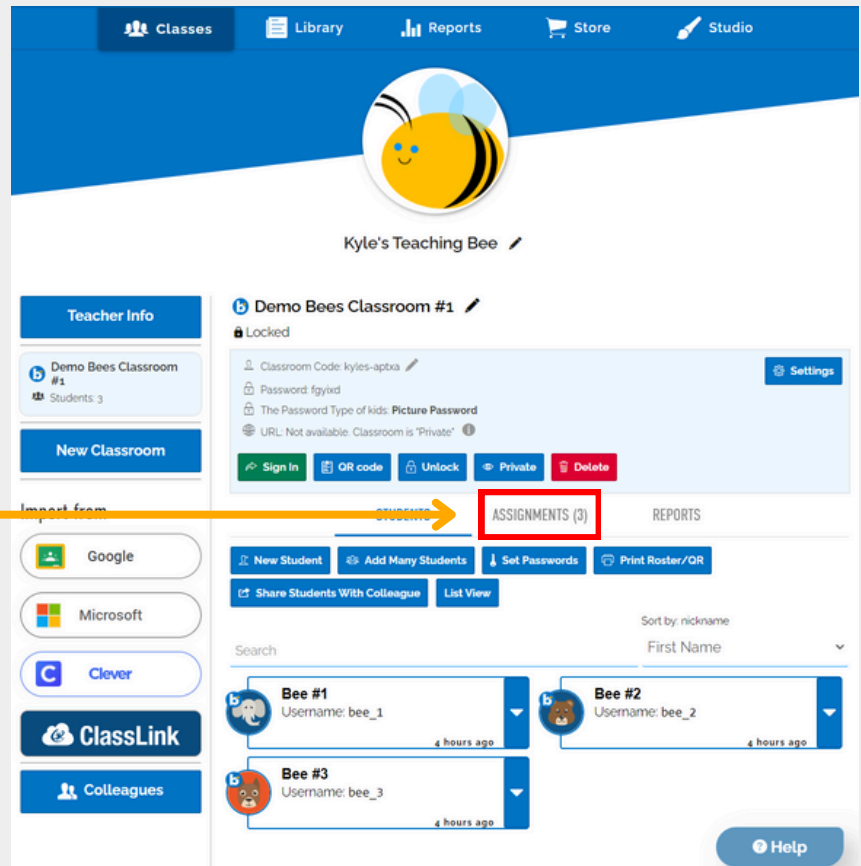 Classes Library Reports Store Studio
Kyle's Teaching Bee
Teacher Info
Demo Bees Classroom #1
Students: 3
New Classroom
Import from
Google
Microsoft
Clever
ClassLink
Colleagues
Demo Bees Classroom #1
Locked
Classroom Code: kyles-aptxa
Password: fgyixd
The Password Type of kids: Picture Password
URL: Not available. Classroom is "Private"
Settings
Sign In QR code Unlock Private Delete
STUDENTS ASSIGNMENTS (3) REPORTS
New Student Add Many Students Set Passwords Print Roster/QR
Share Students With Colleague List View
Sort by: nickname
Search First Name
Bee #1
Username: bee_1
4 hours ago
Bee #2
Username: bee_2
4 hours ago
Bee #3
Username: bee_3
4 hours ago
Help